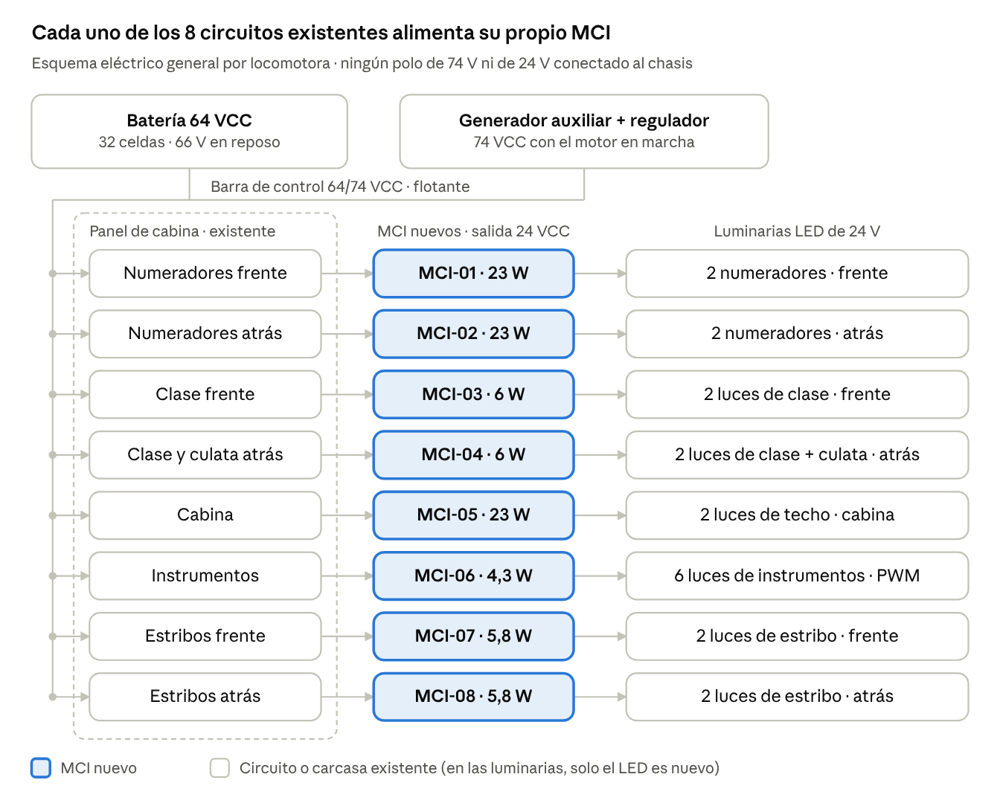 Cada uno de los 8 circuitos existentes alimenta su propio MCI
Esquema eléctrico general por locomotora · ningún polo de 74 V ni de 24 V conectado al chasis
Batería 64 VCC
32 celdas · 66 V en reposo
Generador auxiliar + regulador
74 VCC con el motor en marcha
Barra de control 64/74 VCC · flotante
Panel de cabina · existente
MCI nuevos · salida 24 VCC
Luminarias LED de 24 V
Numeradores frente
MCI-01 · 23 W
2 numeradores · frente
Numeradores atrás
MCI-02 · 23 W
2 numeradores · atrás
Clase frente
MCI-03 · 6 W
2 luces de clase · frente
Clase y culata atrás
MCI-04 · 6 W
2 luces de clase + culata · atrás
Cabina
MCI-05 · 23 W
2 luces de techo · cabina
Instrumentos
MCI-06 · 4,3 W
6 luces de instrumentos · PWM
Estribos frente
MCI-07 · 5,8 W
2 luces de estribo · frente
Estribos atrás
MCI-08 · 5,8 W
2 luces de estribo · atrás
MCI nuevo
Circuito o carcasa existente (en las luminarias, solo el LED es nuevo)